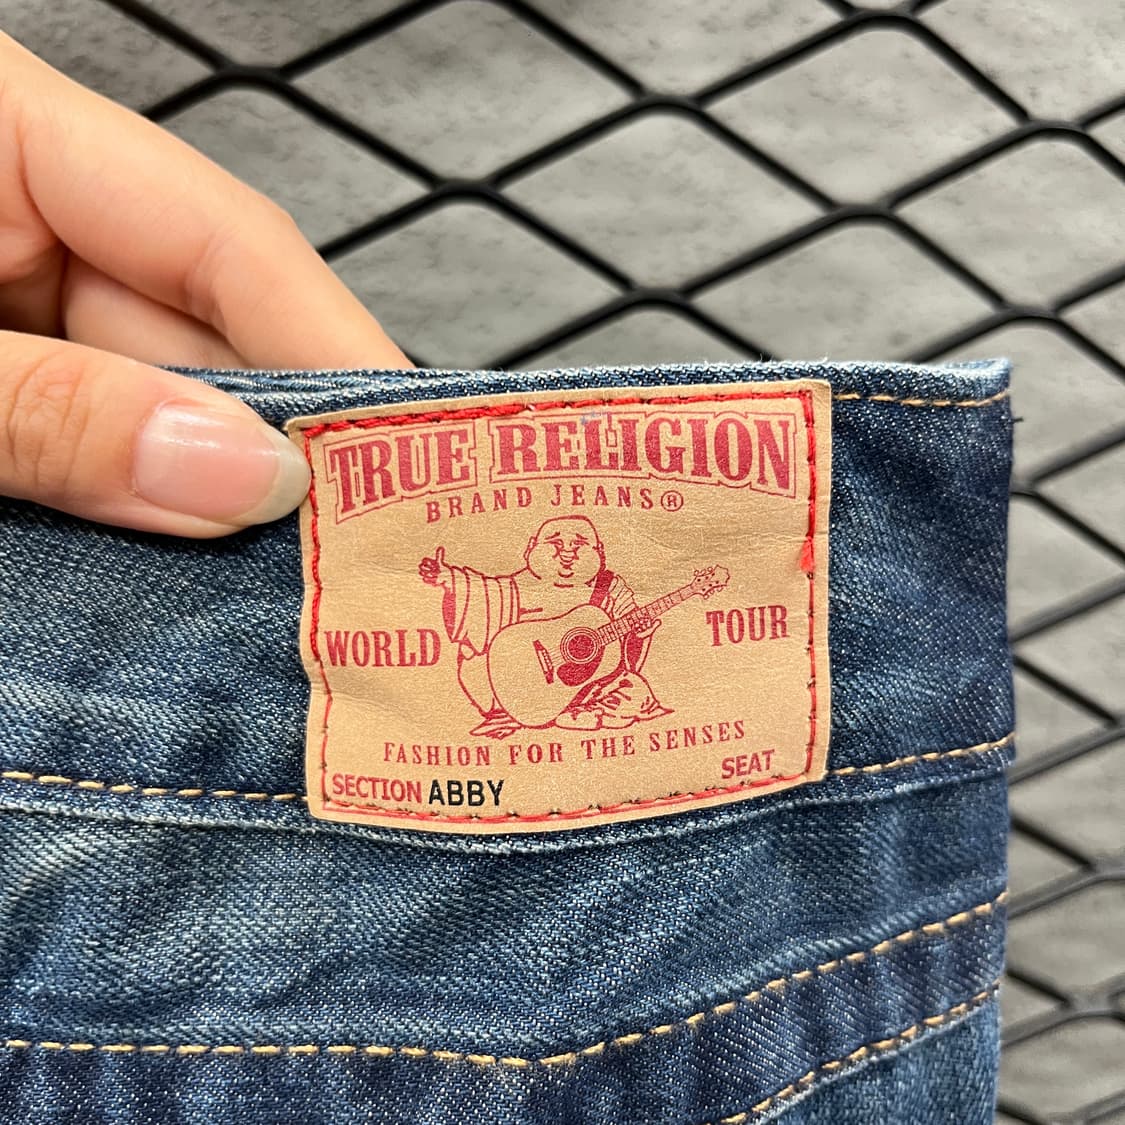 TRUE RELIGION
BRAND JEANS®
WORLD TOUR
FASHION FOR THE SENSES
SECTION ABBY SEAT